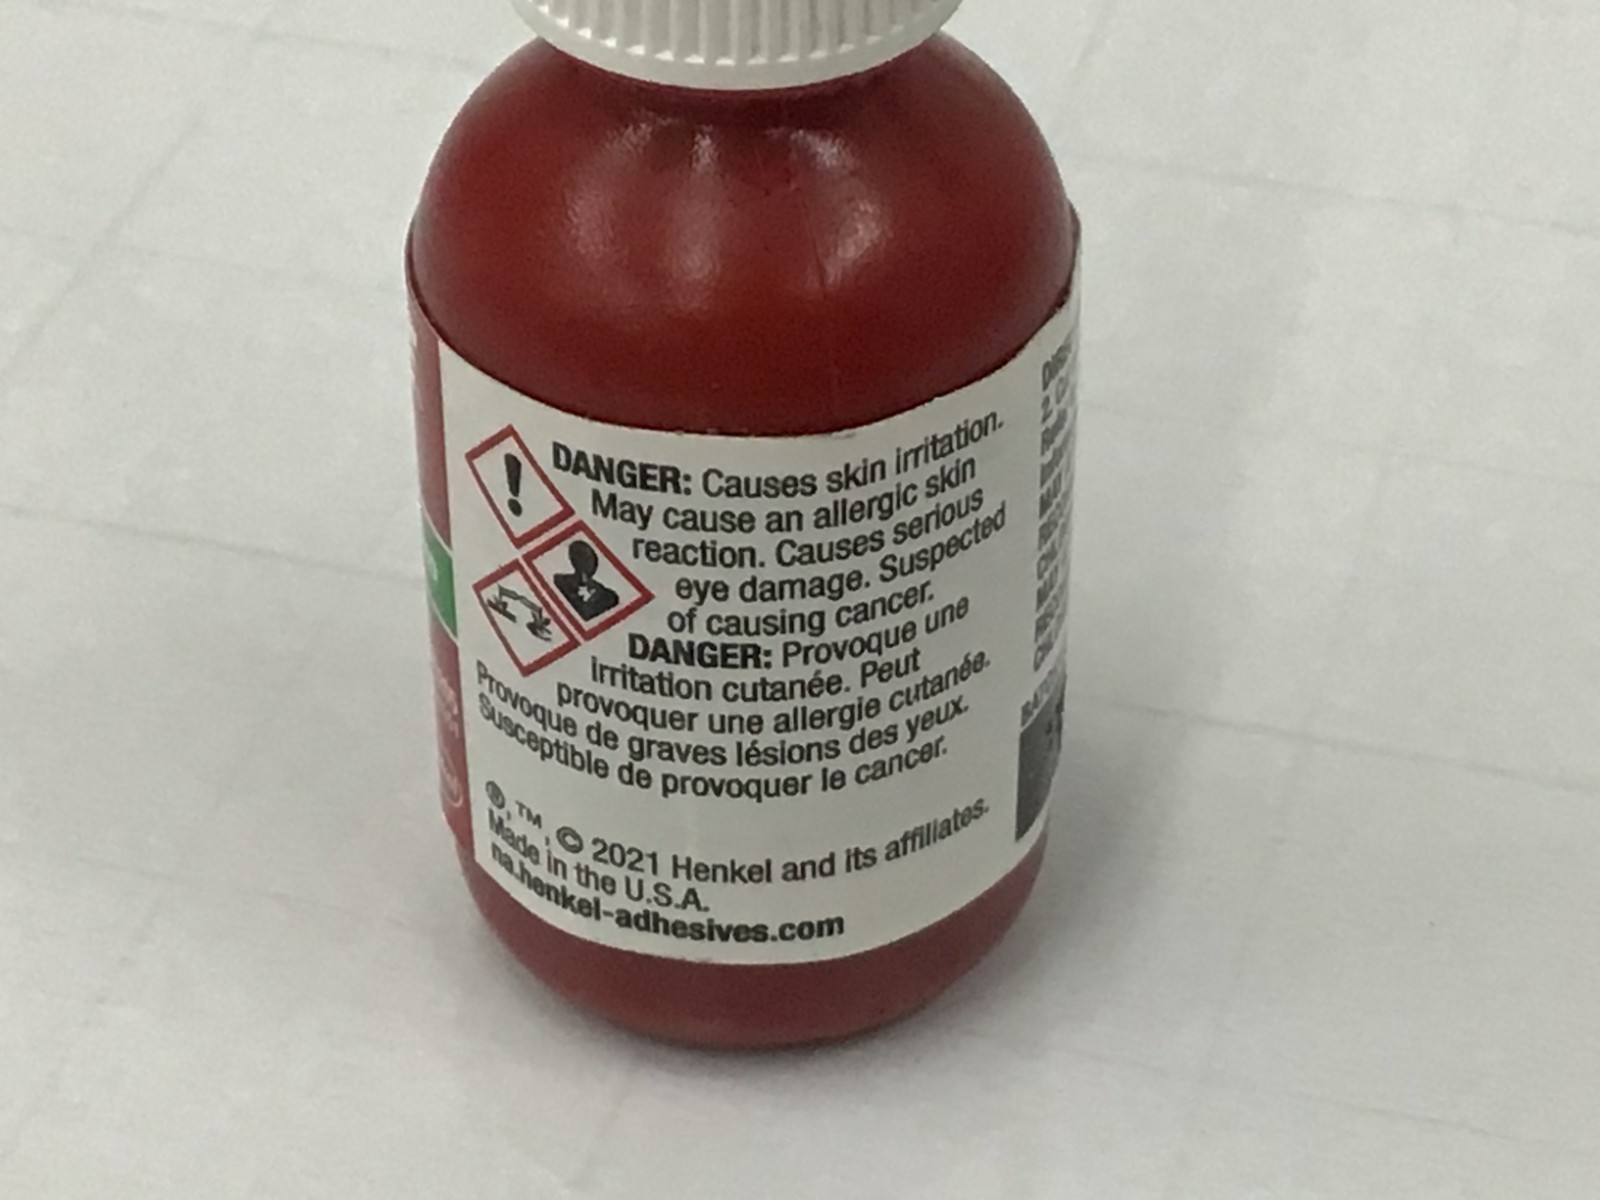 DANGER: Causes skin irritation.
May cause an allergic skin
reaction. Causes serious
eye damage. Suspected
of causing cancer.
DANGER: Provoque une
irritation cutanée. Peut
provoquer une allergie cutanée.
Provoque de graves lésions des yeux.
Susceptible de provoquer le cancer.
®, ™, © 2021 Henkel and its affiliates.
Made in the U.S.A.
na.henkel-adhesives.com